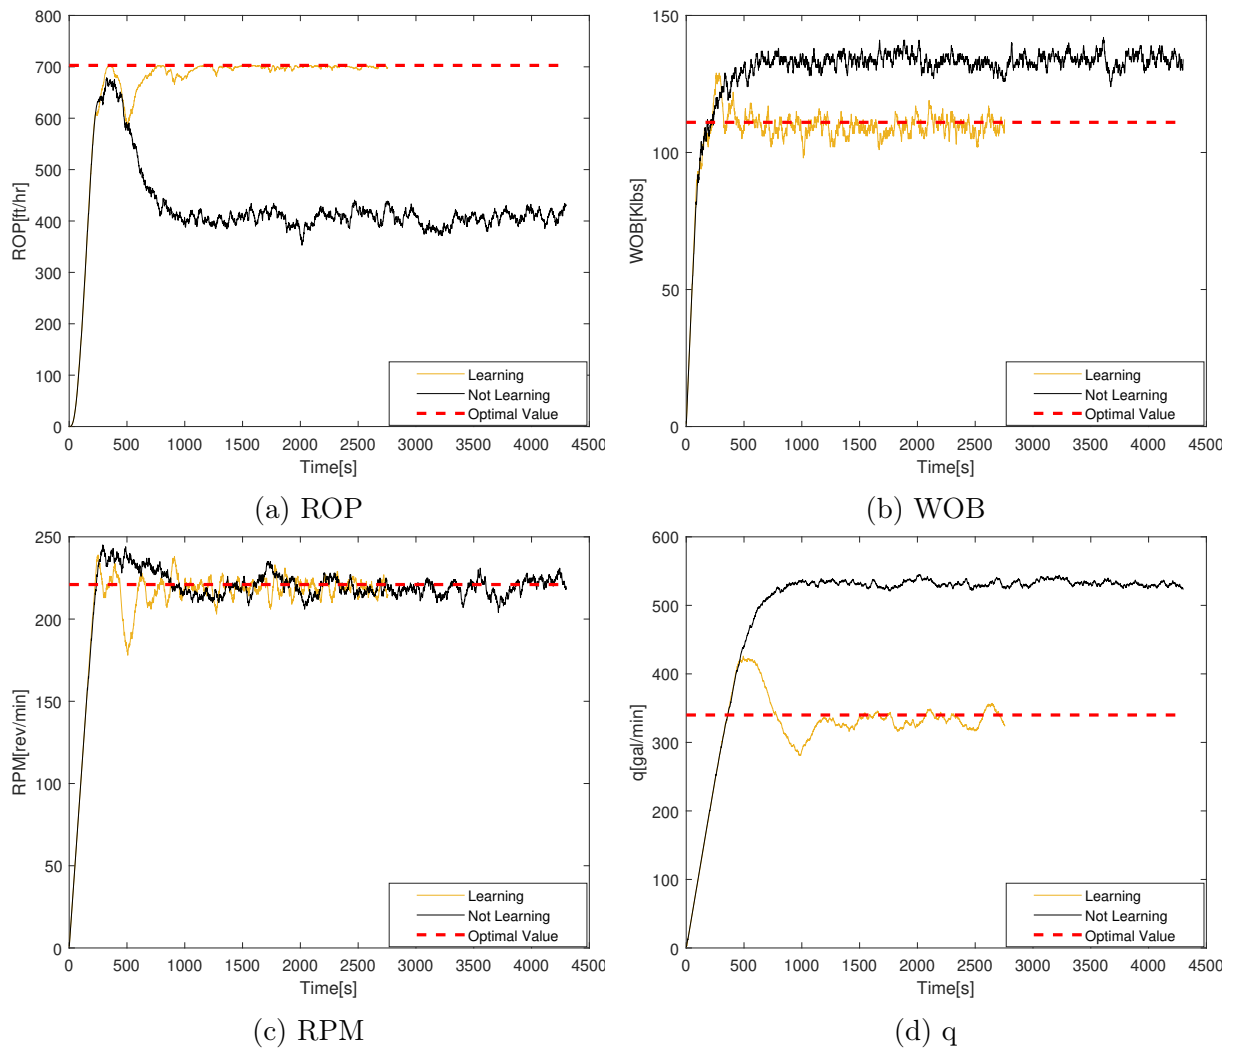 800
700
600
500
400
300
200
100
0
ROP[ft/hr]
0 500 1000 1500 2000 2500 3000 3500 4000 4500
Time[s]
Learning
Not Learning
Optimal Value
(a) ROP
150
100
50
0
WOB[Klbs]
0 500 1000 1500 2000 2500 3000 3500 4000 4500
Time[s]
Learning
Not Learning
Optimal Value
(b) WOB
250
200
150
100
50
0
RPM[rev/min]
0 500 1000 1500 2000 2500 3000 3500 4000 4500
Time[s]
Learning
Not Learning
Optimal Value
(c) RPM
600
500
400
300
200
100
0
q[gal/min]
0 500 1000 1500 2000 2500 3000 3500 4000 4500
Time[s]
Learning
Not Learning
Optimal Value
(d) q